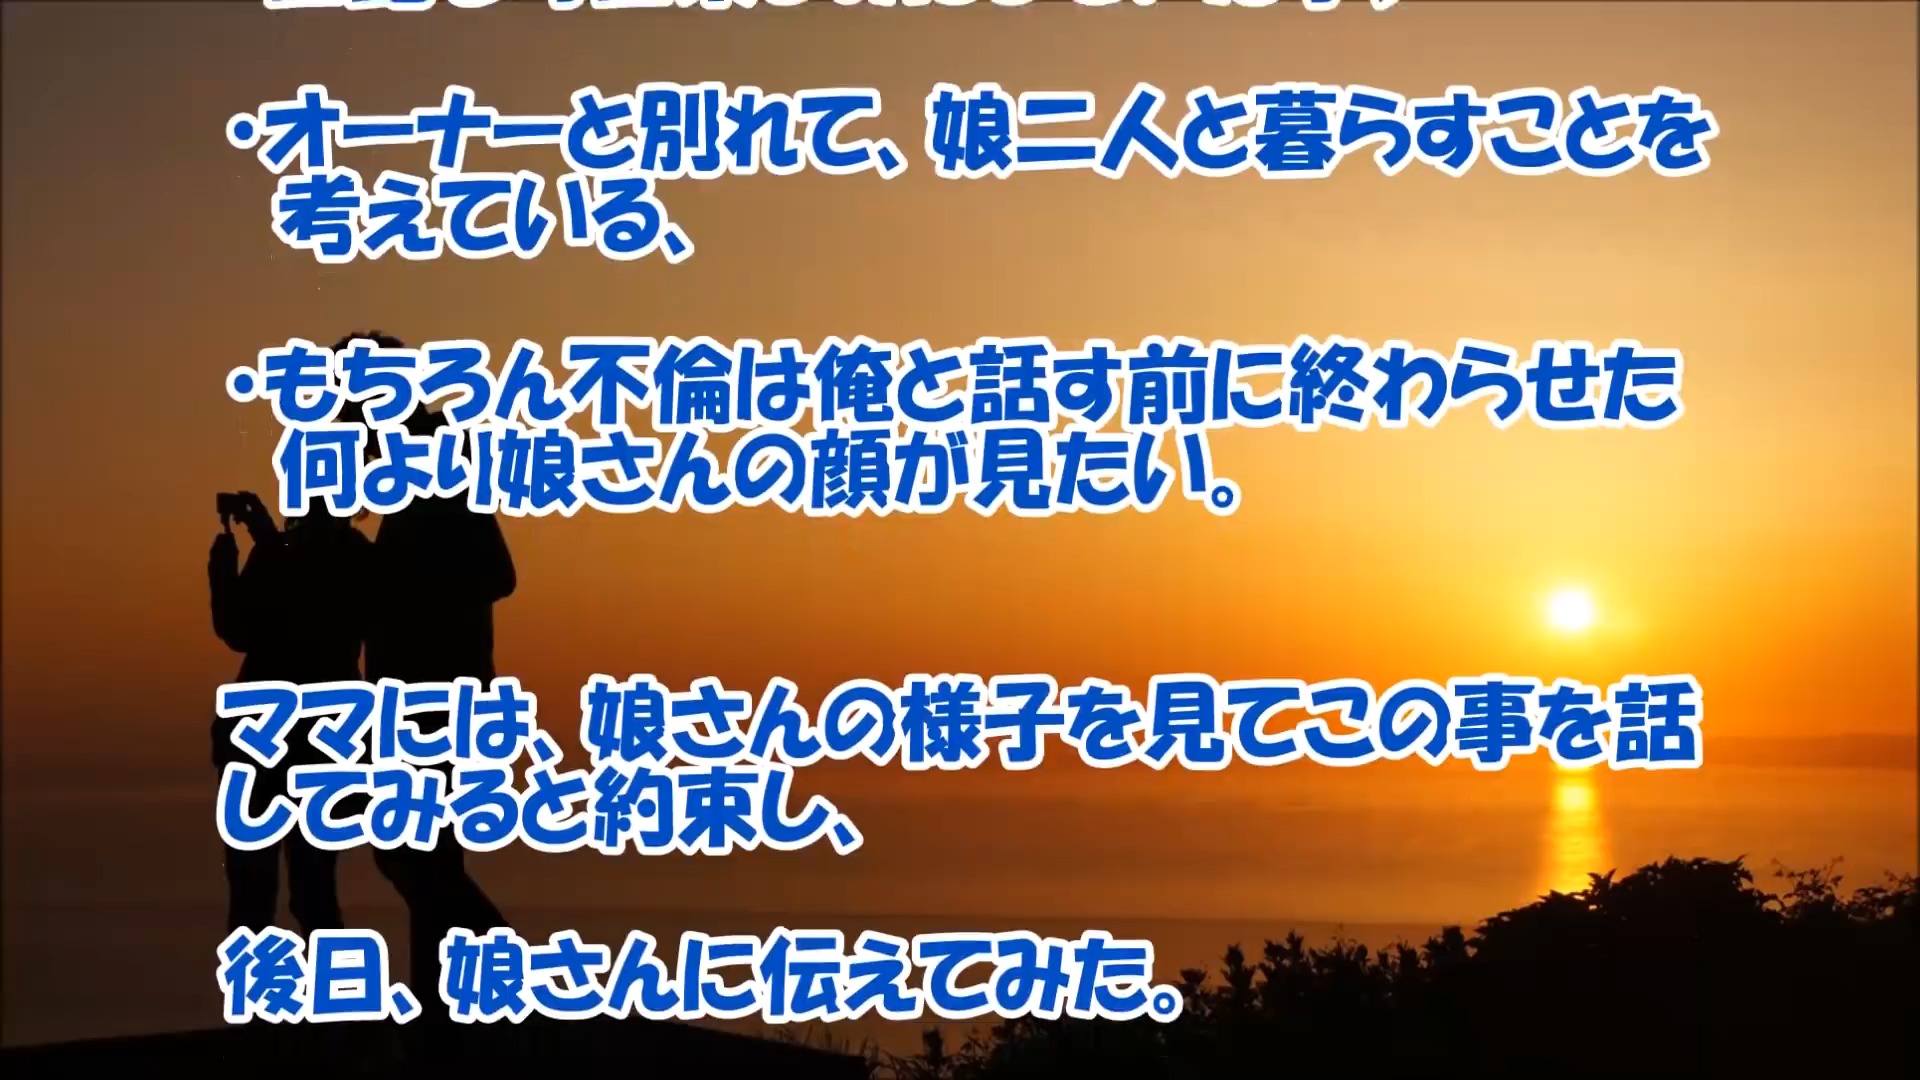 ・オーナーと別れて、娘二人と暮らすことを
考えている、
・もちろん不倫は俺と話す前に終わらせた
何より娘さんの顔が見たい。
ママには、娘さんの様子を見てこの事を話
してみると約束し、
後日、娘さんに伝えてみた。